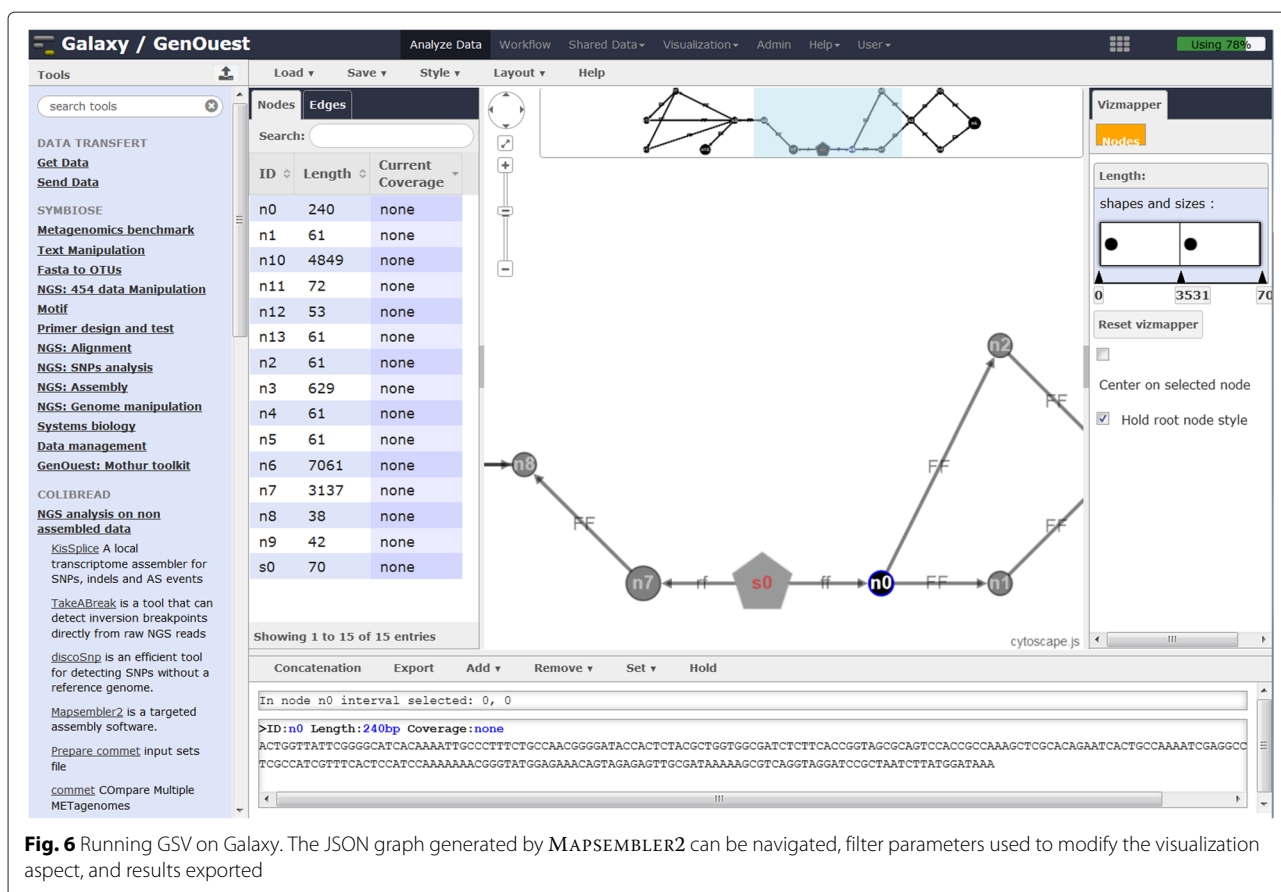 Galaxy / GenOuest
Analyze Data Workflow Shared Data▾ Visualization▾ Admin Help▾ User▾
Using 78%
Tools
search tools
DATA TRANSFERT
Get Data
Send Data
SYMBIOSE
Metagenomics benchmark
Text Manipulation
Fasta to OTUs
NGS: 454 data Manipulation
Motif
Primer design and test
NGS: Alignment
NGS: SNPs analysis
NGS: Assembly
NGS: Genome manipulation
Systems biology
Data management
GenOuest: Mothur toolkit
COLIBREAD
NGS analysis on non
assembled data
KisSplice A local
transcriptome assembler for
SNPs, indels and AS events
TakeABreak is a tool that can
detect inversion breakpoints
directly from raw NGS reads
discoSnp is an efficient tool
for detecting SNPs without a
reference genome.
Mapsembler2 is a targeted
assembly software.
Prepare commet input sets
file
commet COmpare Multiple
METagenomes
Load ▾ Save ▾ Style ▾ Layout ▾ Help
Nodes Edges
Search:
ID Length Current
Coverage
n0 240 none
n1 61 none
n10 4849 none
n11 72 none
n12 53 none
n13 61 none
n2 61 none
n3 629 none
n4 61 none
n5 61 none
n6 7061 none
n7 3137 none
n8 38 none
n9 42 none
s0 70 none
Showing 1 to 15 of 15 entries
n2
FF
n8
FF
FF
FF
n7 rf s0 ff n0 FF n1
cytoscape.js
Vizmapper
Nodes
Length:
shapes and sizes :
0 3531 70
Reset vizmapper
Center on selected node
Hold root node style
Concatenation Export Add ▾ Remove ▾ Set ▾ Hold
In node n0 interval selected: 0, 0
>ID:n0 Length:240bp Coverage:none
ACTGGTTATTCGGGGCATCACAAAATTGCCCTTTCTGCCAACGGGGATACCACTCTACGCTGGTGGCGATCTCTTCACCGGTAGCGCAGTCCACCGCCAAAGCTCGCACAGAATCACTGCCAAAATCGAGGCC
TCGCCATCGTTTCACTCCATCCAAAAAAACGGGTATGGAGAAACAGTAGAGAGTTGCGATAAAAAGCGTCAGGTAGGATCCGCTAATCTTATGGATAAA
Fig. 6 Running GSV on Galaxy. The JSON graph generated by MAPSEMBLER2 can be navigated, filter parameters used to modify the visualization
aspect, and results exported